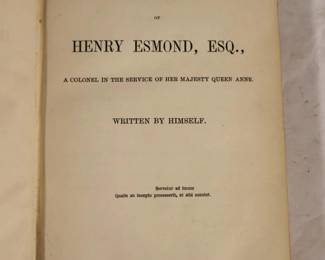 OF
HENRY ESMOND, ESQ.,
A COLONEL IN THE SERVICE OF HER MAJESTY QUEEN ANNE.
WRITTEN BY HIMSELF.
Servetur ad imum
Qualis ab incepto processerit, et sibi constet.